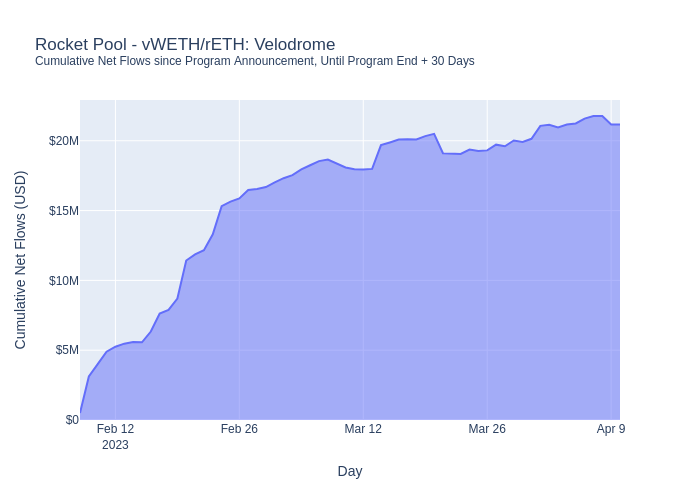 Rocket Pool - vWETH/rETH: Velodrome
Cumulative Net Flows since Program Announcement, Until Program End + 30 Days
Cumulative Net Flows (USD)
$20M
$15M
$10M
$5M
$0
Feb 12
2023
Feb 26
Mar 12
Mar 26
Apr 9
Day